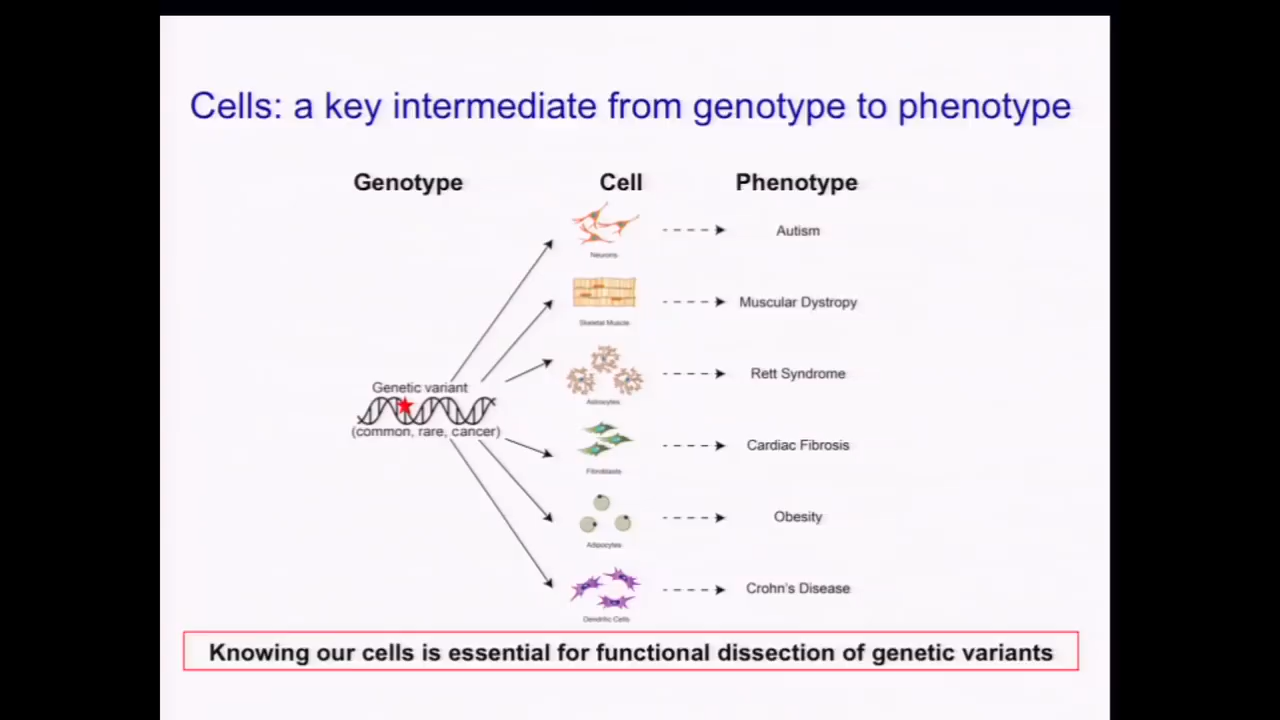 Cells: a key intermediate from genotype to phenotype
Genotype Cell Phenotype
Neurons
Autism
Skeletal Muscle
Muscular Dystropy
Astrocytes
Rett Syndrome
Genetic variant
(common, rare, cancer)
Fibroblasts
Cardiac Fibrosis
Adipocytes
Obesity
Dendritic Cells
Crohn's Disease
Knowing our cells is essential for functional dissection of genetic variants